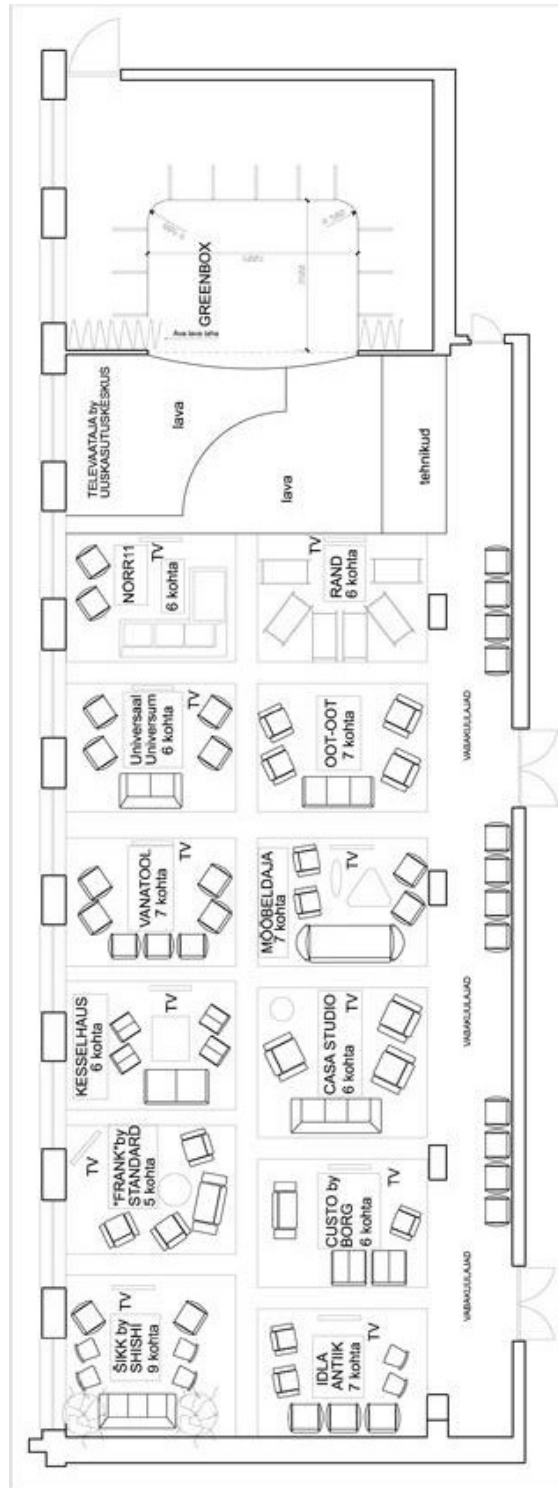 GREENBOX
Ava lava taha
TELEVAATAJA by
UUSKASUTUSKESKUS
lava
lava
tehnikud
NORR11
6 kohta
TV
RAND
6 kohta
TV
Universaal
Universum
6 kohta
TV
OOT-OOT
7 kohta
VANATOOL
7 kohta
TV
MÖÖBELDAJA
7 kohta
TV
KESSELHAUS
6 kohta
TV
CASA STUDIO
6 kohta
TV
"FRANK"by
STANDARD
5 kohta
TV
CUSTO by
BORG
6 kohta
TV
ŠIKK by
SHISHI
9 kohta
TV
IDLA
ANTIIK
7 kohta
TV
VABAKUULAJAD
VABAKUULAJAD
VABAKUULAJAD